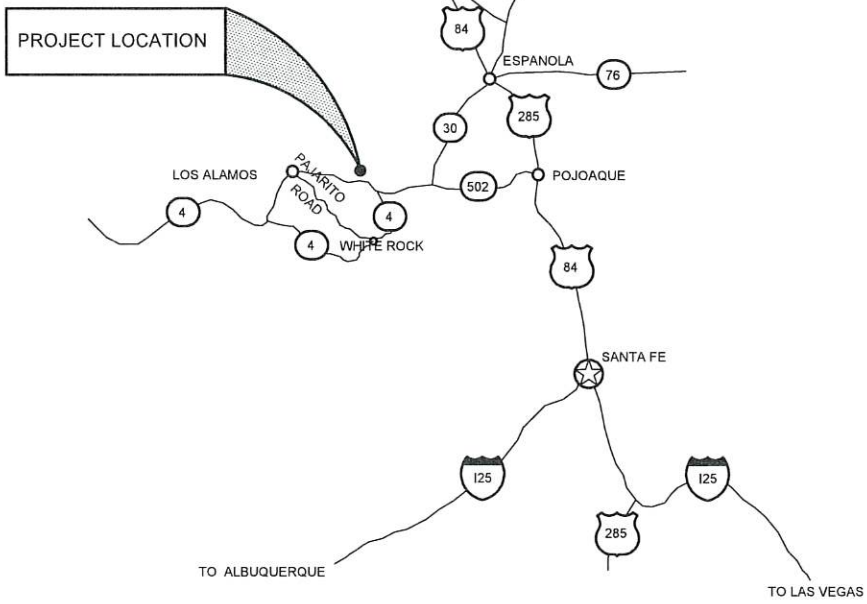 PROJECT LOCATION
84
ESPANOLA
76
285
30
LOS ALAMOS
PAJARITO
ROAD
502
POJOAQUE
4
4
4
WHITE ROCK
84
SANTA FE
I25
I25
285
TO ALBUQUERQUE
TO LAS VEGAS